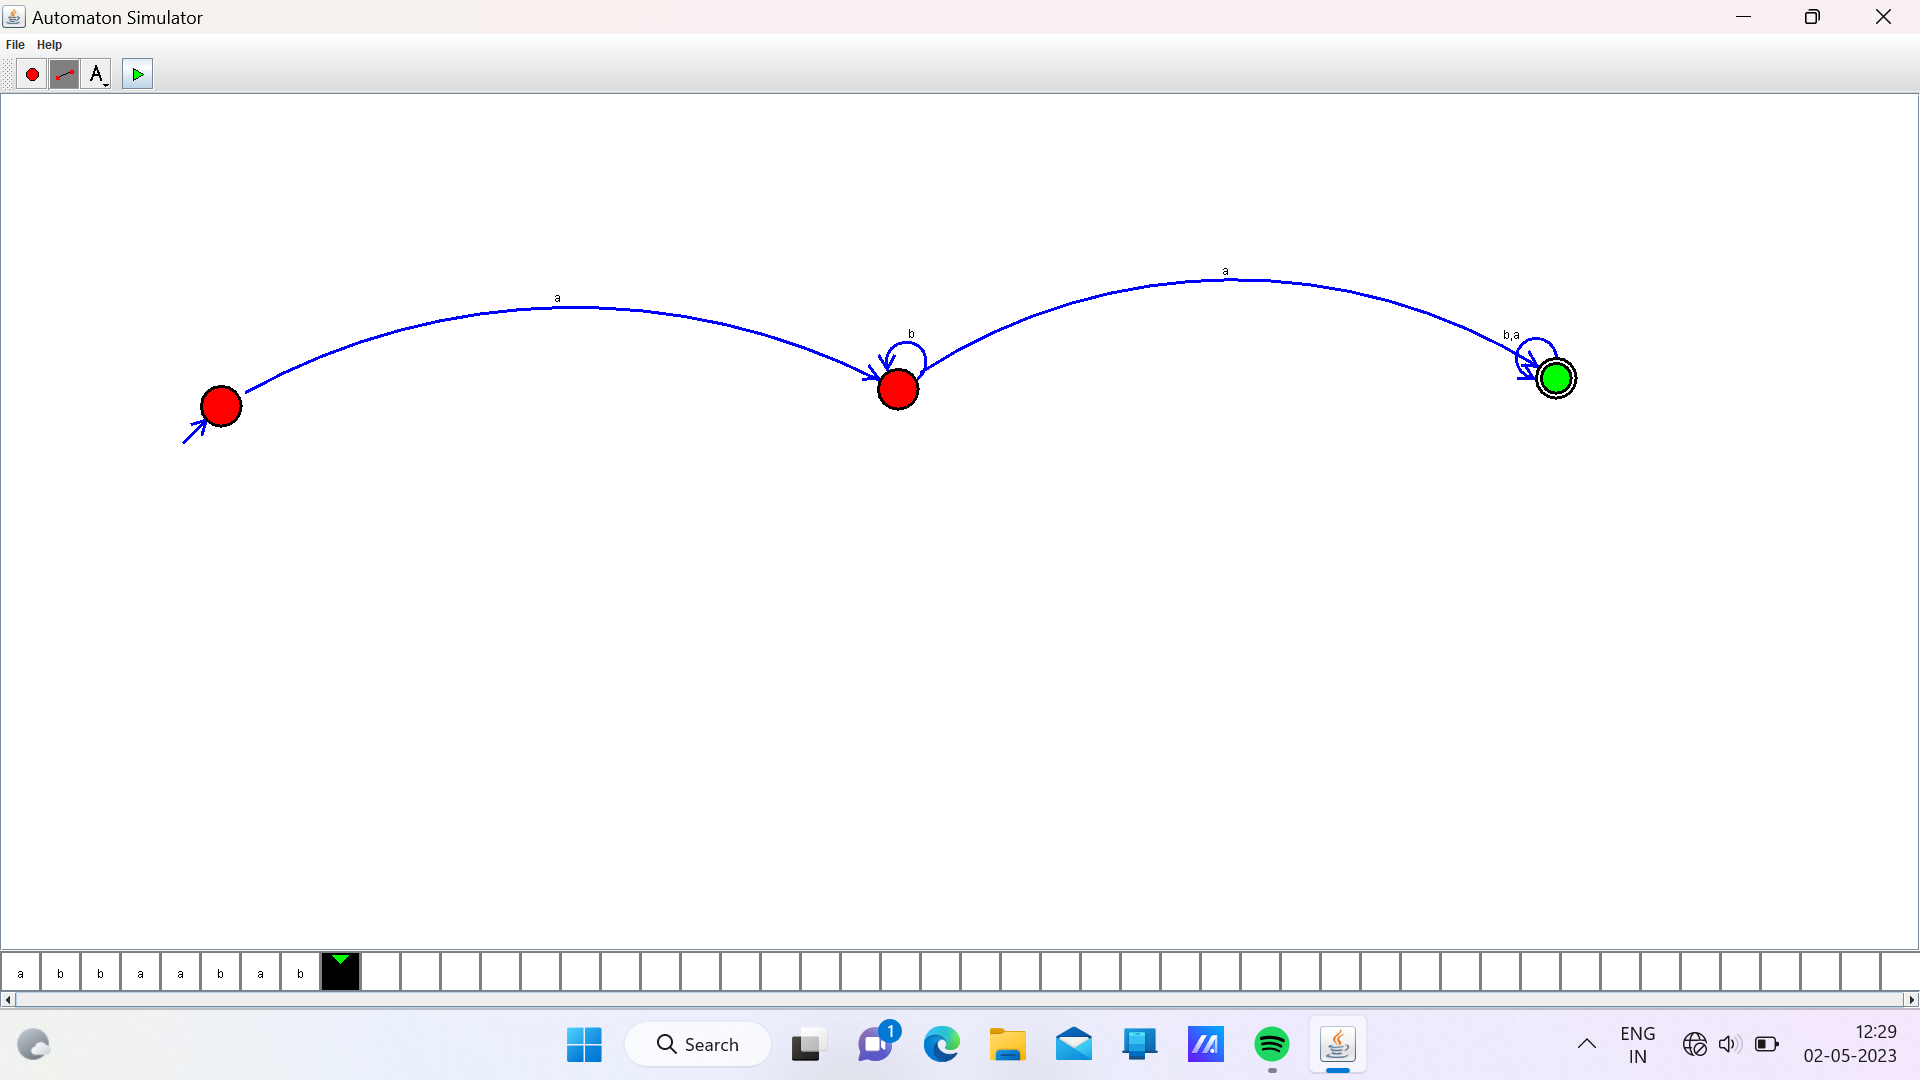 Automaton Simulator
File Help
A
a
b
a
b,a
a b b a a b a b
1
Search
ENG
IN
12:29
02-05-2023